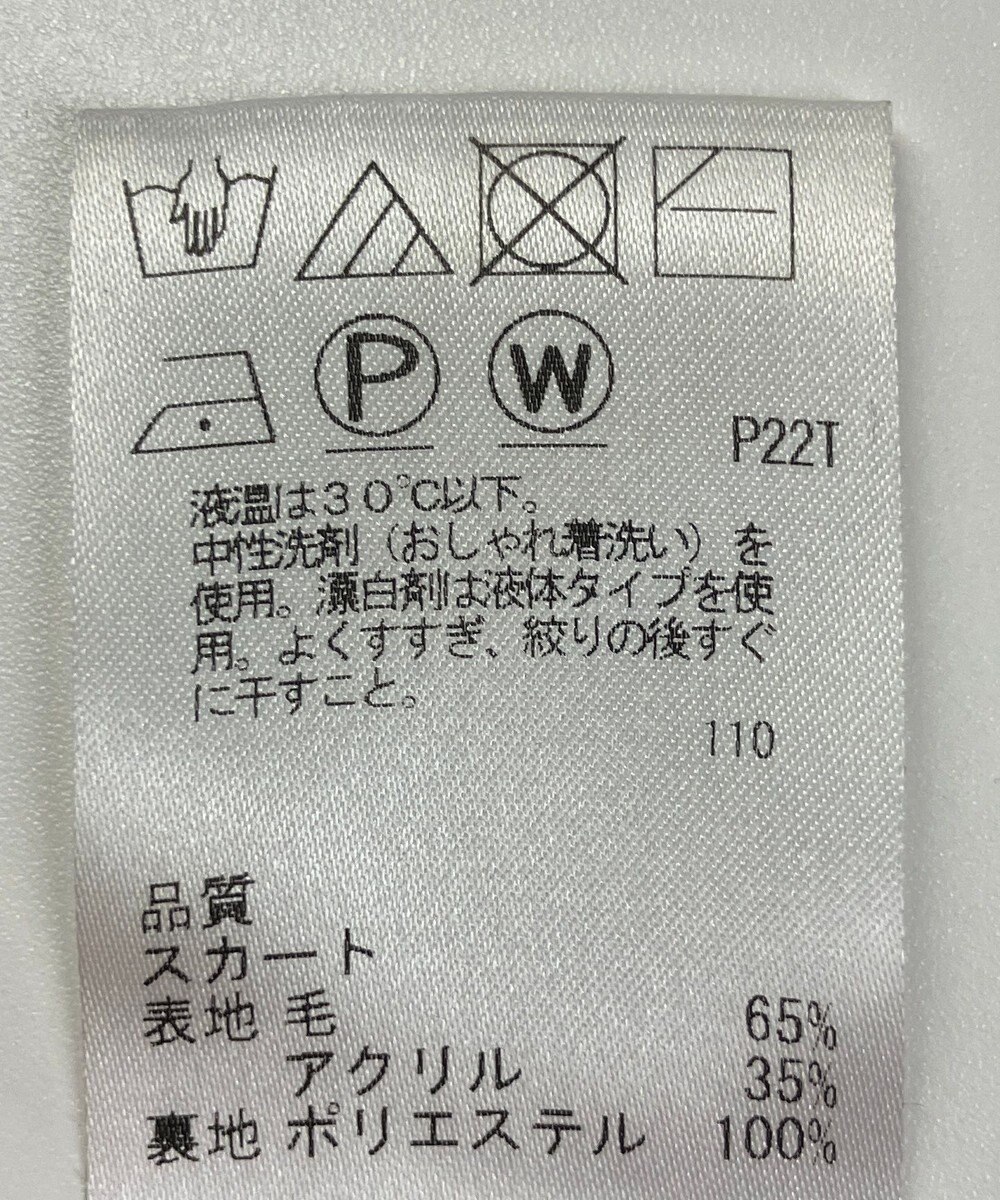 P
W
P22T
液温は30℃以下。
中性洗剤（おしゃれ着洗い）を
使用。漂白剤は液体タイプを使
用。よくすすぎ、絞りの後すぐ
に干すこと。
110
品質
スカート
表地 毛 65%
アクリル 35%
裏地 ポリエステル 100%